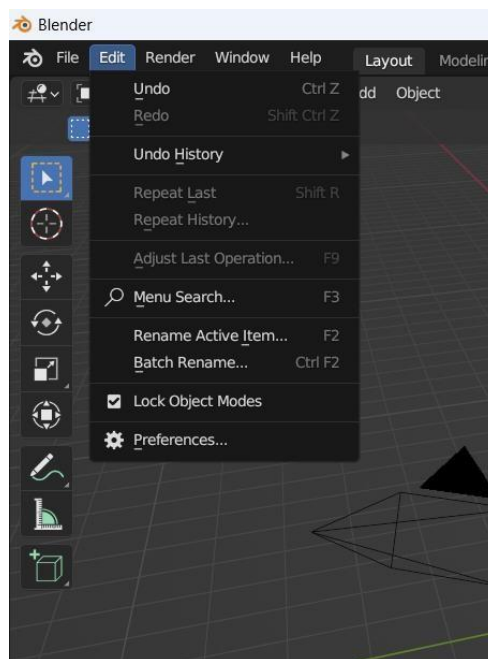 Blender
File Edit Render Window Help Layout Modelin
dd Object
Undo Ctrl Z
Redo Shift Ctrl Z
Undo History
Repeat Last Shift R
Repeat History...
Adjust Last Operation... F9
Menu Search... F3
Rename Active Item... F2
Batch Rename... Ctrl F2
Lock Object Modes
Preferences...